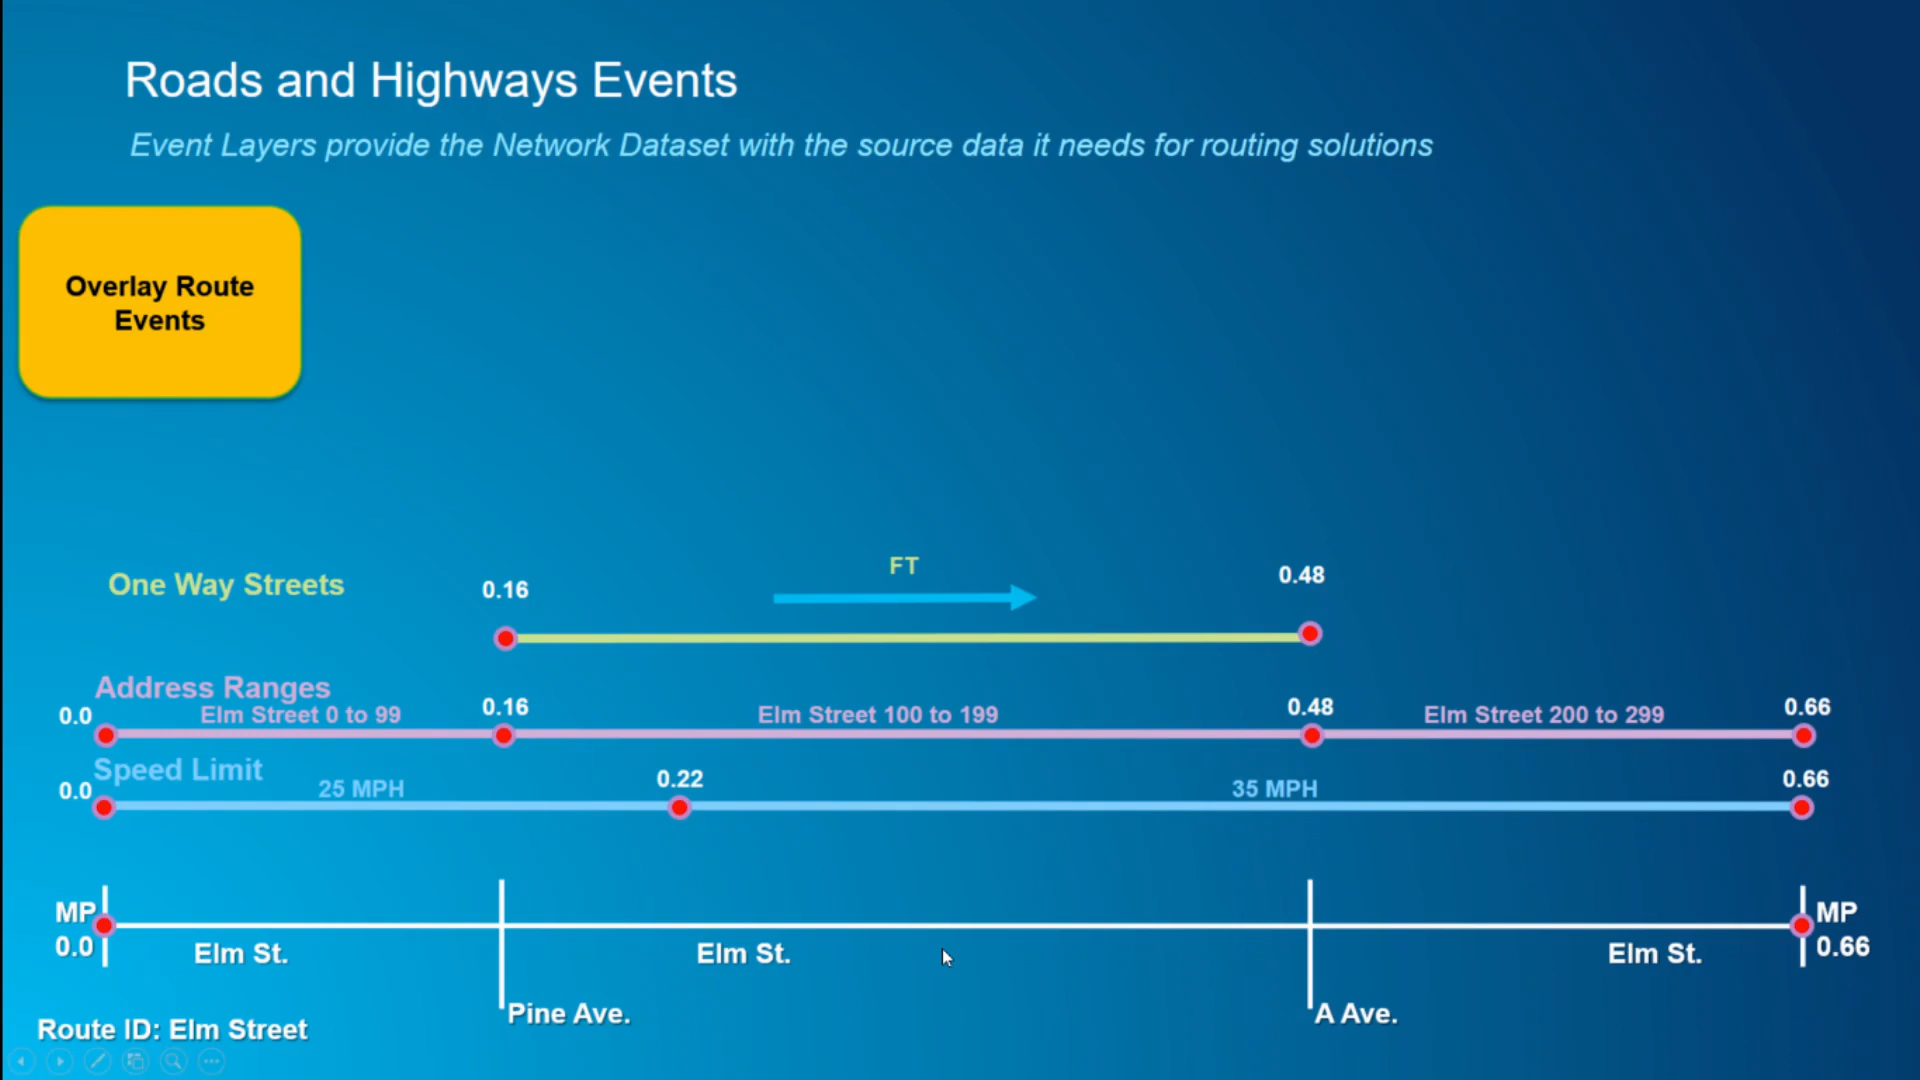 Roads and Highways Events
Event Layers provide the Network Dataset with the source data it needs for routing solutions
Overlay Route
Events
FT
One Way Streets
0.16
0.48
Address Ranges
0.0
Elm Street 0 to 99
0.16
Elm Street 100 to 199
0.48
Elm Street 200 to 299
0.66
Speed Limit
0.0
25 MPH
0.22
35 MPH
0.66
MP
0.0
MP
0.66
Elm St.
Elm St.
Elm St.
Pine Ave.
A Ave.
Route ID: Elm Street